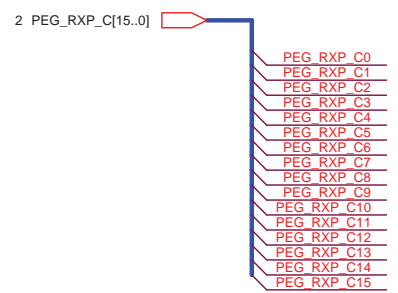 2 PEG_RXP_C[15..0]
PEG_RXP_C0
PEG_RXP_C1
PEG_RXP_C2
PEG_RXP_C3
PEG_RXP_C4
PEG_RXP_C5
PEG_RXP_C6
PEG_RXP_C7
PEG_RXP_C8
PEG_RXP_C9
PEG_RXP_C10
PEG_RXP_C11
PEG_RXP_C12
PEG_RXP_C13
PEG_RXP_C14
PEG_RXP_C15